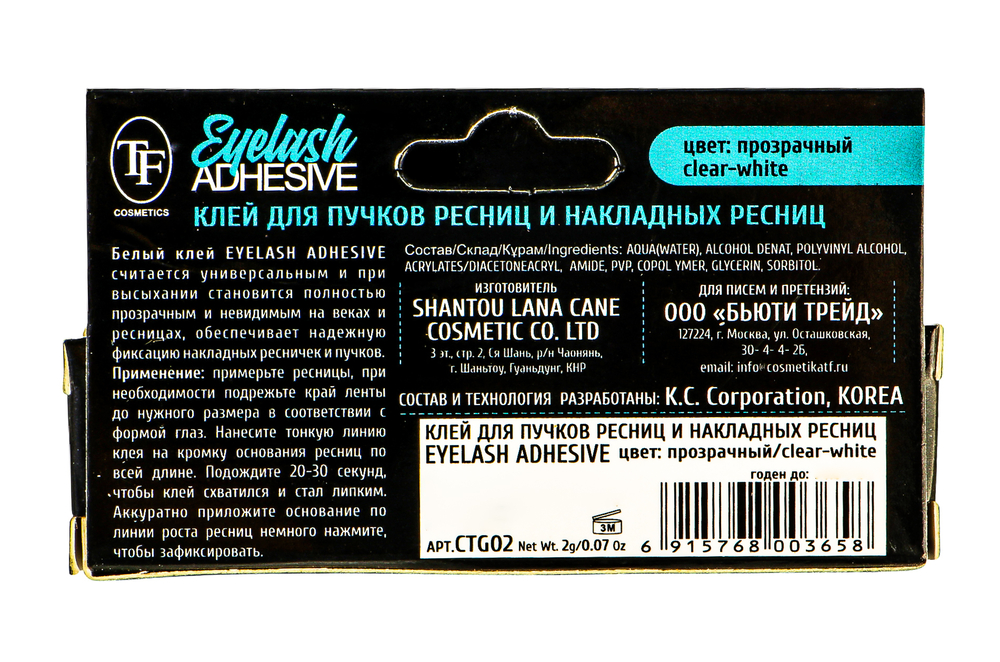 TF
COSMETICS
Eyelash
ADHESIVE
цвет: прозрачный
clear-white
КЛЕЙ ДЛЯ ПУЧКОВ РЕСНИЦ И НАКЛАДНЫХ РЕСНИЦ
Белый клей EYELASH ADHESIVE
считается универсальным и при
высыхании становится полностью
прозрачным и невидимым на веках и
ресницах, обеспечивает надежную
фиксацию накладных ресничек и пучков.
Применение: примерьте ресницы, при
необходимости подрежьте край ленты
до нужного размера в соответствии с
формой глаз. Нанесите тонкую линию
клея на кромку основания ресниц по
всей длине. Подождите 20-30 секунд,
чтобы клей схватился и стал липким.
Аккуратно приложите основание по
линии роста ресниц немного нажмите,
чтобы зафиксировать.
Состав/Склад/Құрам/Ingredients: AQUA(WATER), ALCOHOL DENAT, POLYVINYL ALCOHOL,
ACRYLATES/DIACETONEACRYL, AMIDE, PVP, COPOL YMER, GLYCERIN, SORBITOL.
ИЗГОТОВИТЕЛЬ
SHANTOU LANA CANE
COSMETIC CO. LTD
3 эт., стр. 2, Ся Шань, р/н Чаонянь,
г. Шаньтоу, Гуаньдунг, КНР
ДЛЯ ПИСЕМ И ПРЕТЕНЗИЙ:
ООО «БЬЮТИ ТРЕЙД»
127224, г. Москва, ул. Осташковская,
30- 4- 4- 2Б,
email: info@cosmetikatf.ru
СОСТАВ И ТЕХНОЛОГИЯ РАЗРАБОТАНЫ: K.C. Corporation, KOREA
КЛЕЙ ДЛЯ ПУЧКОВ РЕСНИЦ И НАКЛАДНЫХ РЕСНИЦ
EYELASH ADHESIVE цвет: прозрачный/clear-white
годен до:
3M
АРТ.CTG02 Net Wt. 2g/0.07 Oz
6 915768 003658